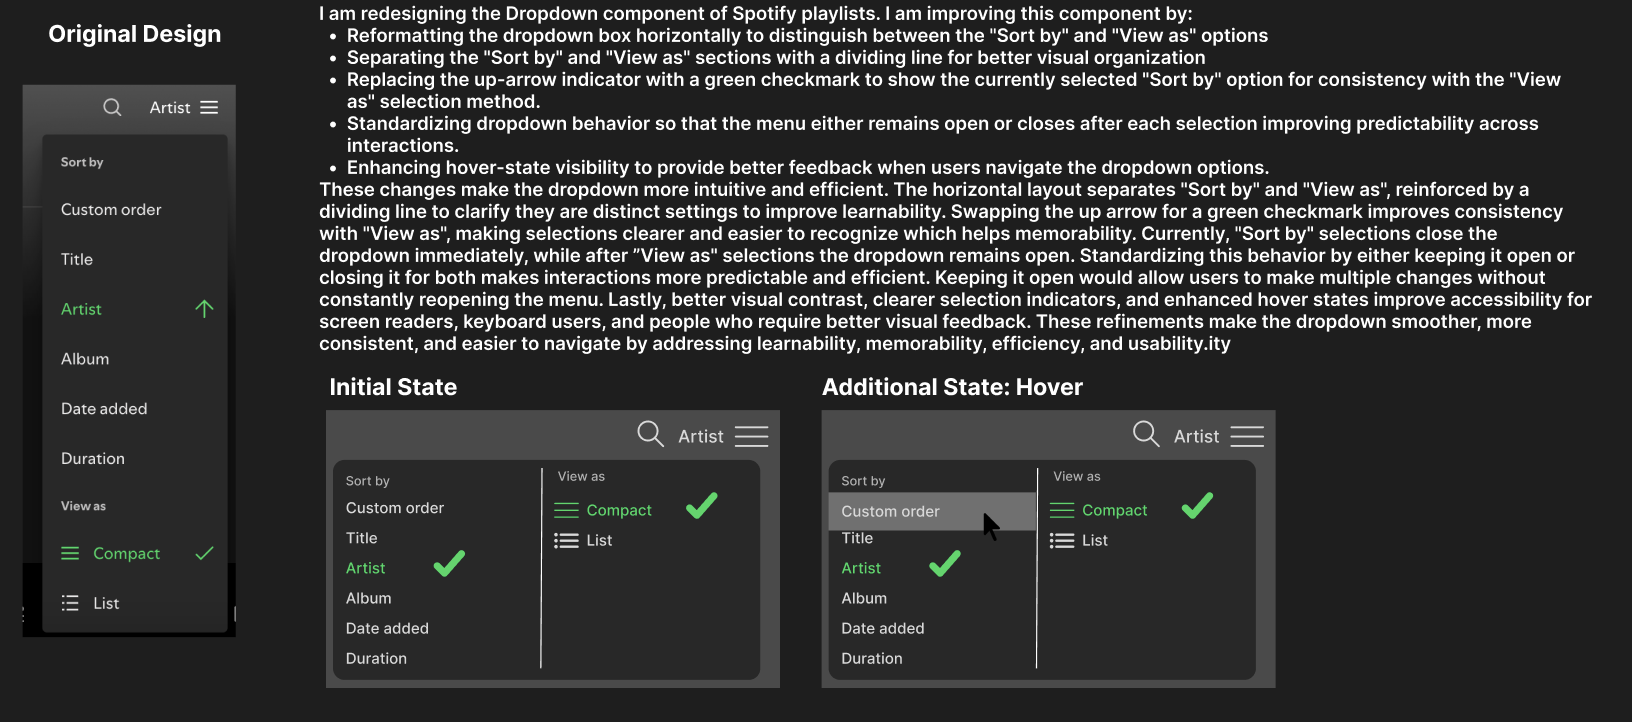 Original Design
Artist
Sort by
Custom order
Title
Artist
Album
Date added
Duration
View as
Compact
List
I am redesigning the Dropdown component of Spotify playlists. I am improving this component by:
• Reformatting the dropdown box horizontally to distinguish between the "Sort by" and "View as" options
• Separating the "Sort by" and "View as" sections with a dividing line for better visual organization
• Replacing the up-arrow indicator with a green checkmark to show the currently selected "Sort by" option for consistency with the "View
as" selection method.
• Standardizing dropdown behavior so that the menu either remains open or closes after each selection improving predictability across
interactions.
• Enhancing hover-state visibility to provide better feedback when users navigate the dropdown options.
These changes make the dropdown more intuitive and efficient. The horizontal layout separates "Sort by" and "View as", reinforced by a
dividing line to clarify they are distinct settings to improve learnability. Swapping the up arrow for a green checkmark improves consistency
with "View as", making selections clearer and easier to recognize which helps memorability. Currently, "Sort by" selections close the
dropdown immediately, while after ”View as" selections the dropdown remains open. Standardizing this behavior by either keeping it open or
closing it for both makes interactions more predictable and efficient. Keeping it open would allow users to make multiple changes without
constantly reopening the menu. Lastly, better visual contrast, clearer selection indicators, and enhanced hover states improve accessibility for
screen readers, keyboard users, and people who require better visual feedback. These refinements make the dropdown smoother, more
consistent, and easier to navigate by addressing learnability, memorability, efficiency, and usability.ity
Initial State
Artist
Sort by
Custom order
Title
Artist
Album
Date added
Duration
View as
Compact
List
Additional State: Hover
Artist
Sort by
Custom order
Title
Artist
Album
Date added
Duration
View as
Compact
List